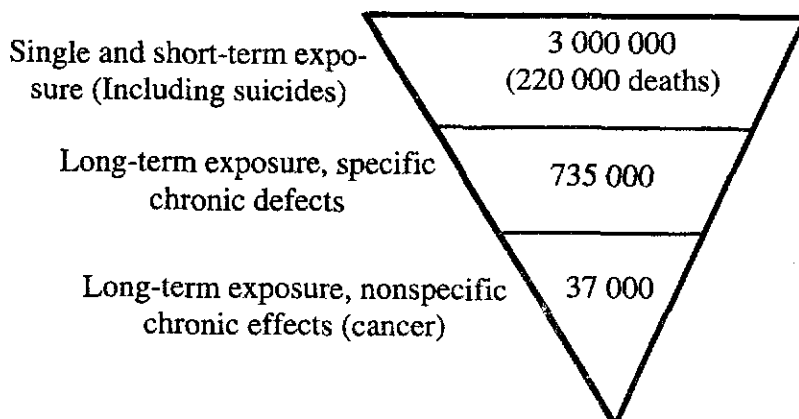 Single and short-term expo-
sure (Including suicides)
3 000 000
(220 000 deaths)
Long-term exposure, specific
chronic defects
735 000
Long-term exposure, nonspecific
chronic effects (cancer)
37 000